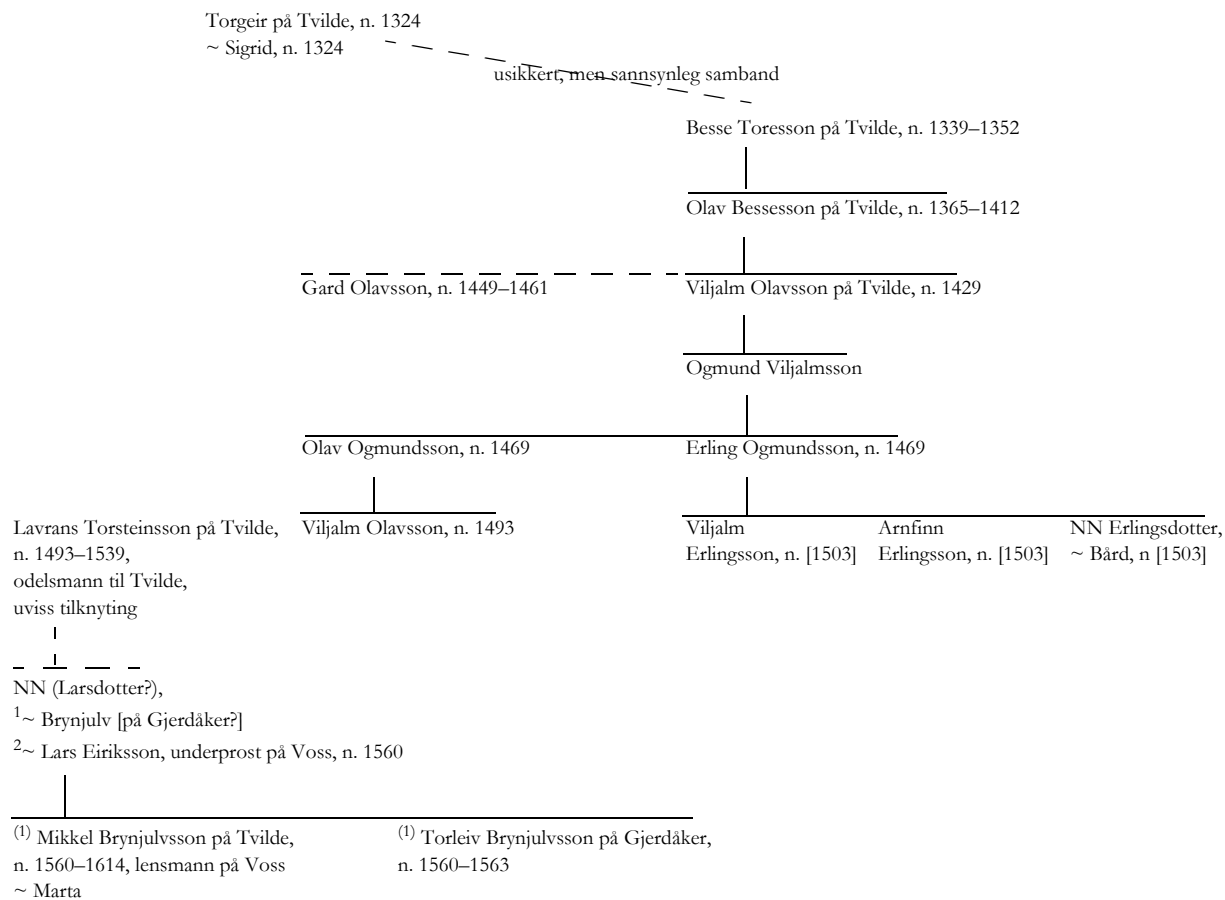 Torgeir på Tvilde, n. 1324
~ Sigrid, n. 1324
usikkert, men sannsynleg samband
Besse Toresson på Tvilde, n. 1339–1352
Olav Bessesson på Tvilde, n. 1365–1412
Gard Olavsson, n. 1449–1461
Viljalm Olavsson på Tvilde, n. 1429
Ogmund Viljalmsson
Olav Ogmundsson, n. 1469
Erling Ogmundsson, n. 1469
Lavrans Torsteinsson på Tvilde,
n. 1493–1539,
odelsmann til Tvilde,
uviss tilknyting
Viljalm Olavsson, n. 1493
Viljalm
Erlingsson, n. [1503]
Arnfinn
Erlingsson, n. [1503]
NN Erlingsdotter,
~ Bård, n [1503]
NN (Larsdotter?),
1~ Brynjulv [på Gjerdåker?]
2~ Lars Eiriksson, underprost på Voss, n. 1560
(1) Mikkel Brynjulvsson på Tvilde,
n. 1560–1614, lensmann på Voss
~ Marta
(1) Torleiv Brynjulvsson på Gjerdåker,
n. 1560–1563